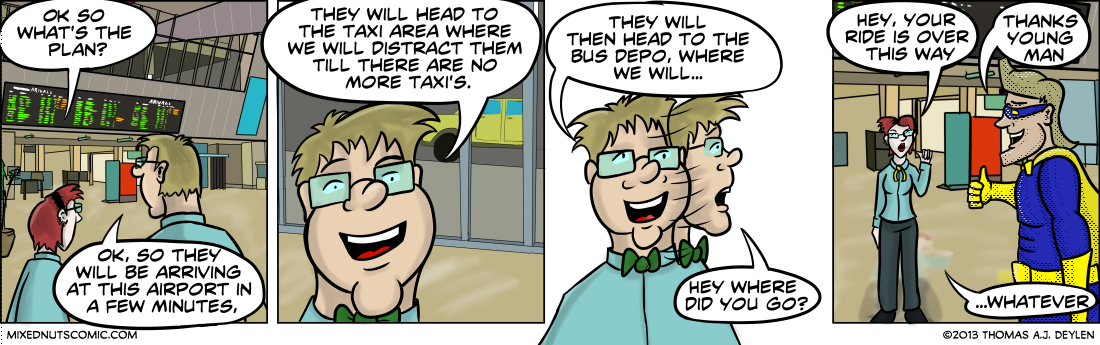 OK SO
WHAT'S THE
PLAN?
ARRIVALS
ARRIVALS
OK, SO THEY
WILL BE ARRIVING
AT THIS AIRPORT IN
A FEW MINUTES,
THEY WILL HEAD TO
THE TAXI AREA WHERE
WE WILL DISTRACT THEM
TILL THERE ARE NO
MORE TAXI'S.
THEY WILL
THEN HEAD TO THE
BUS DEPO, WHERE
WE WILL...
HEY WHERE
DID YOU GO?
HEY, YOUR
RIDE IS OVER
THIS WAY
THANKS
YOUNG
MAN
...WHATEVER
MIXEDNUTSCOMIC.COM
©2013 THOMAS A.J. DEYLEN